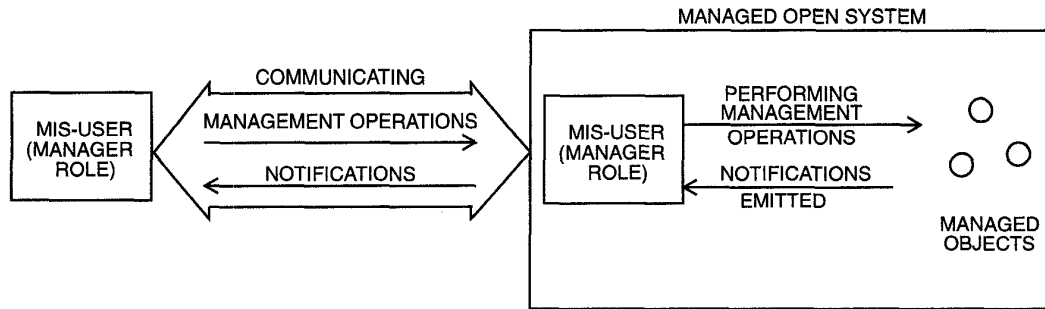 MANAGED OPEN SYSTEM
COMMUNICATING
MANAGEMENT OPERATIONS
NOTIFICATIONS
MIS-USER
(MANAGER
ROLE)
MIS-USER
(MANAGER
ROLE)
PERFORMING
MANAGEMENT
OPERATIONS
NOTIFICATIONS
EMITTED
MANAGED
OBJECTS